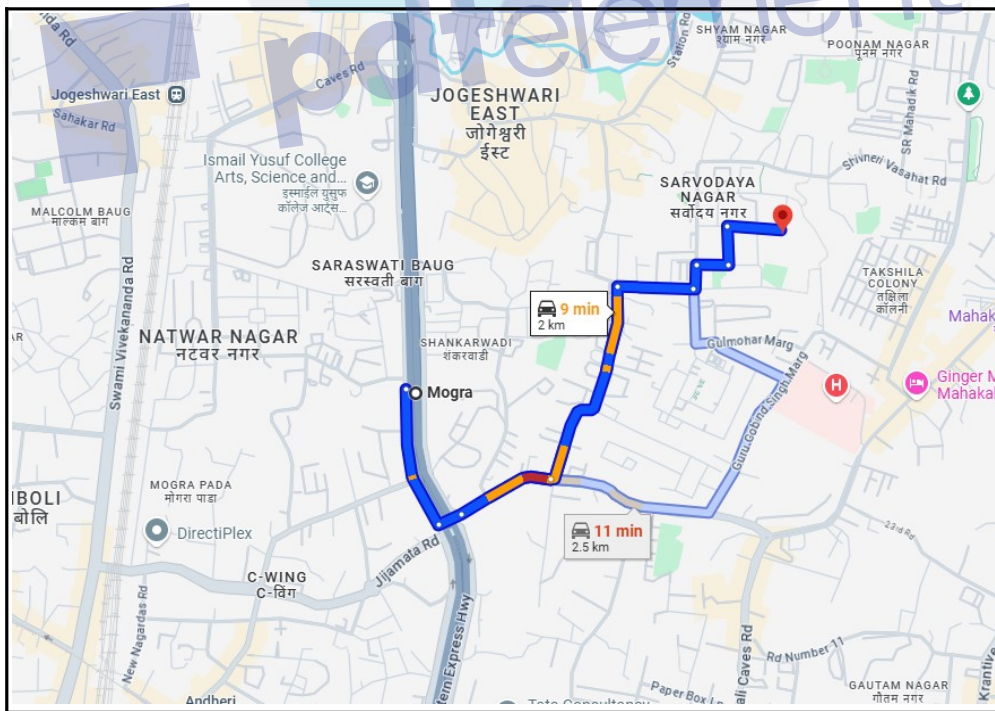 pdfelement
SHYAM NAGAR
श्याम नगर
POONAM NAGAR
पूनम नगर
Station Rd
Caves Rd
Jogeshwari East
Sahakar Rd
JOGESHWARI
EAST
जोगेश्वरी
ईस्ट
SR Mahadik Rd
Shivneri Vasahat Rd
Ismail Yusuf College
Arts, Science and...
इस्माईल युसुफ
कॉलेज आर्ट्स...
SARVODAYA
NAGAR
सर्वोदय नगर
MALCOLM BAUG
माल्कम बाग
SARASWATI BAUG
सरस्वती बाग
TAKSHILA
COLONY
तक्षिला
कॉलनी
Swami Vivekananda Rd
9 min
2 km
NATWAR NAGAR
नटवर नगर
SHANKARWADI
शंकरवाडी
Gulmohar Marg
Mogra
Guru Gobind Singh Marg
H
Ginger
MOGRA PADA
मोगरा पाडा
DirectiPlex
11 min
2.5 km
23rd Rd
Jijamata Rd
C-WING
C-विंग
New Nagardas Rd
Express Hwy
Caves Rd
Rd Number 11
GAUTAM NAGAR
गौतम नगर
Andheri
Paper Box